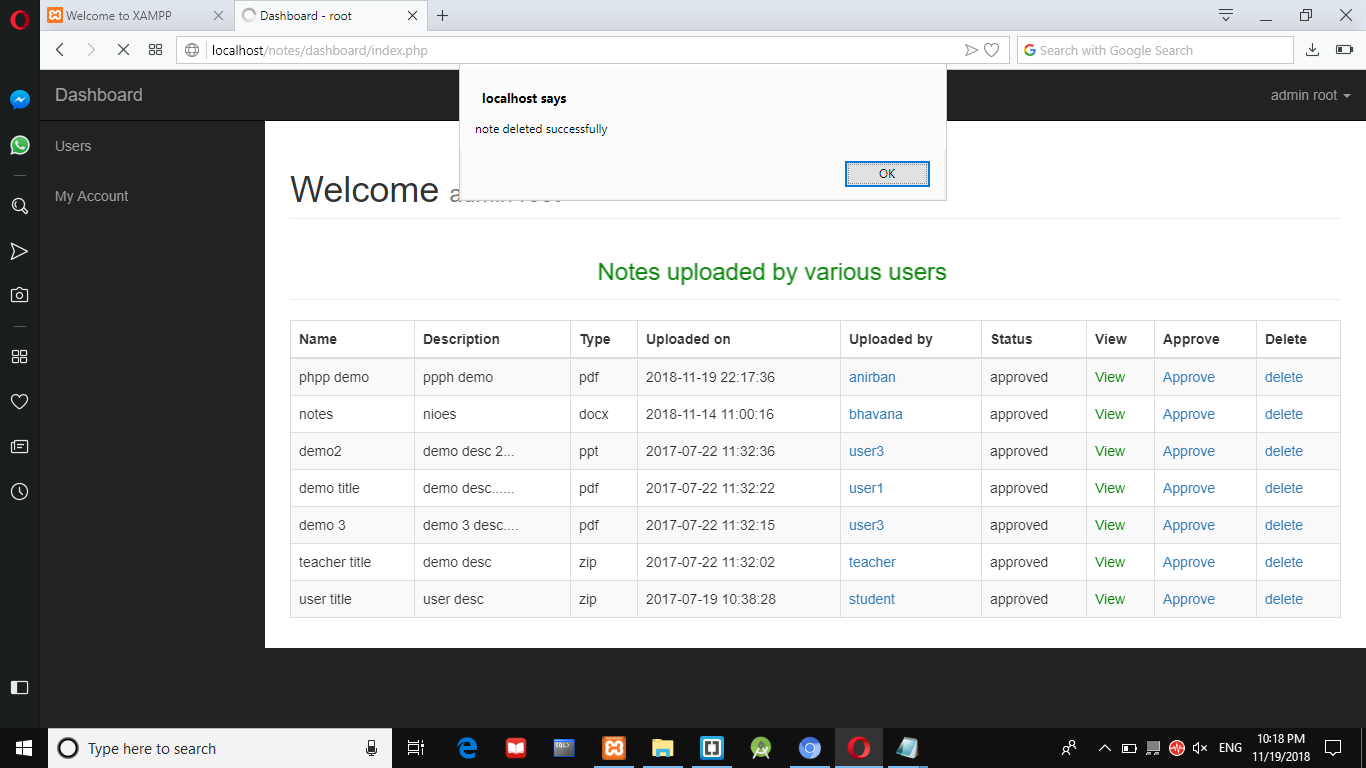 Welcome to XAMPP
Dashboard - root
localhost/notes/dashboard/index.php
Search with Google Search
Dashboard
localhost says
note deleted successfully
OK
admin root
Users
My Account
Welcome admin root
Notes uploaded by various users
Name Description Type Uploaded on Uploaded by Status View Approve Delete
phpp demo ppph demo pdf 2018-11-19 22:17:36 anirban approved View Approve delete
notes nioes docx 2018-11-14 11:00:16 bhavana approved View Approve delete
demo2 demo desc 2... ppt 2017-07-22 11:32:36 user3 approved View Approve delete
demo title demo desc...... pdf 2017-07-22 11:32:22 user1 approved View Approve delete
demo 3 demo 3 desc.... pdf 2017-07-22 11:32:15 user3 approved View Approve delete
teacher title demo desc zip 2017-07-22 11:32:02 teacher approved View Approve delete
user title user desc zip 2017-07-19 10:38:28 student approved View Approve delete
Type here to search
ENG
10:18 PM
11/19/2018